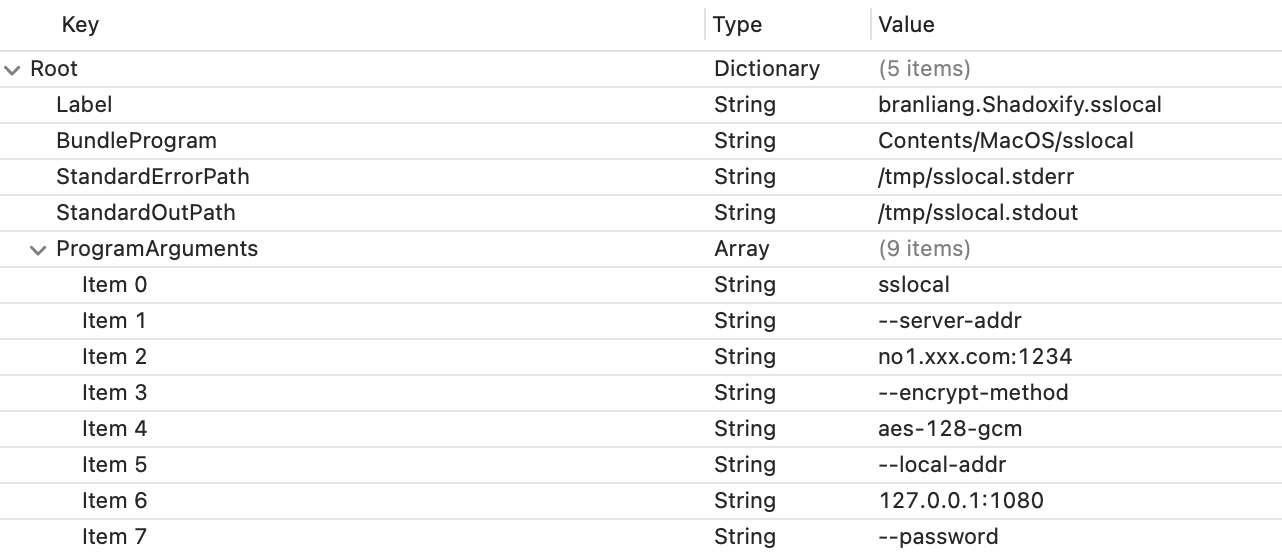 Key Type Value
Root Dictionary (5 items)
Label String branliang.Shadoxify.sslocal
BundleProgram String Contents/MacOS/sslocal
StandardErrorPath String /tmp/sslocal.stderr
StandardOutPath String /tmp/sslocal.stdout
ProgramArguments Array (9 items)
Item 0 String sslocal
Item 1 String --server-addr
Item 2 String no1.xxx.com:1234
Item 3 String --encrypt-method
Item 4 String aes-128-gcm
Item 5 String --local-addr
Item 6 String 127.0.0.1:1080
Item 7 String --password